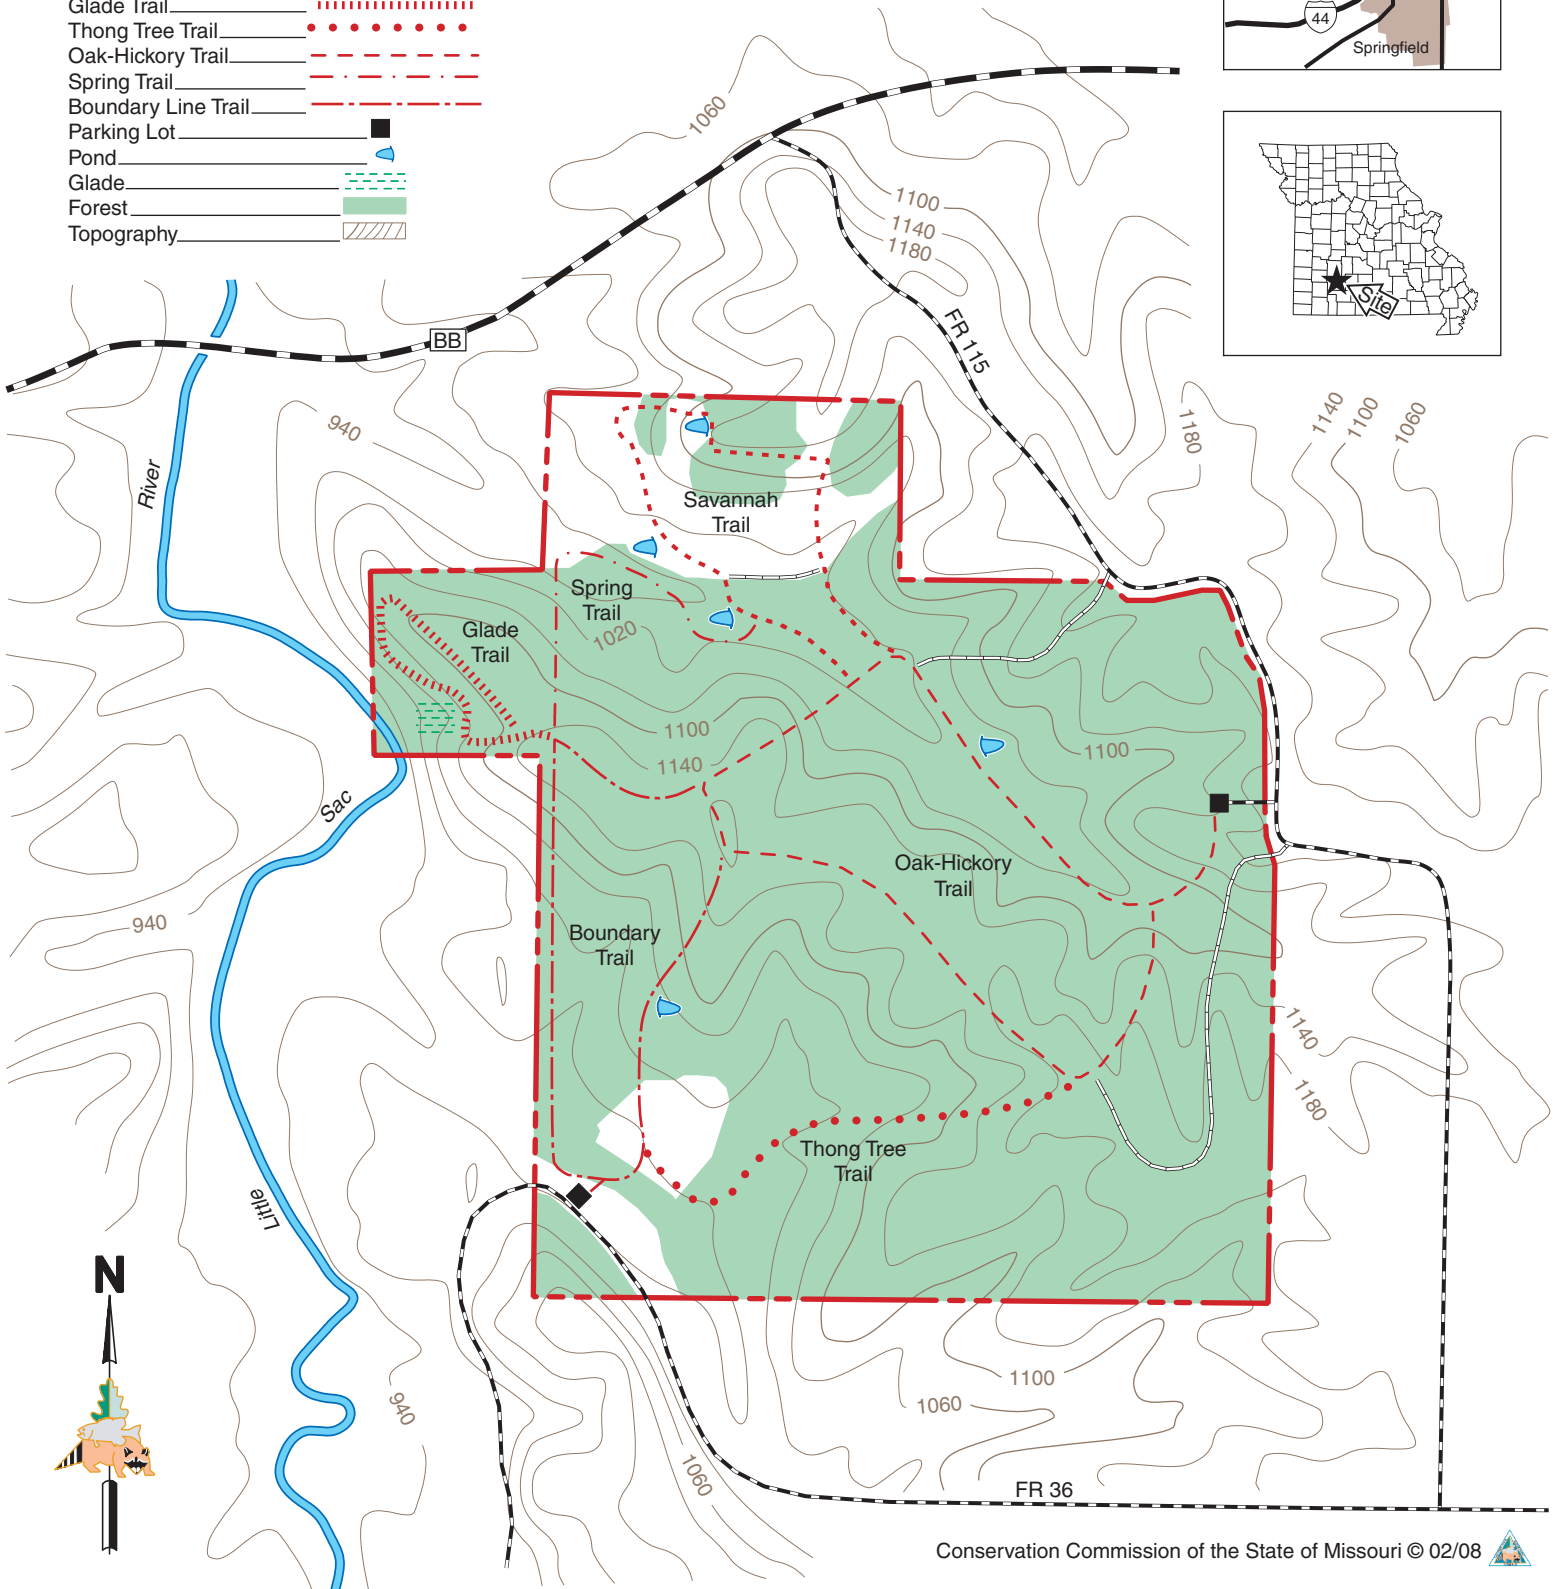 Glade Trail
Thong Tree Trail
Oak-Hickory Trail
Spring Trail
Boundary Line Trail
Parking Lot
Pond
Glade
Forest
Topography
44
Springfield
Site
1060
1100
1140
1180
BB
FR 115
940
River
1180
1140
1100
1060
Savannah
Trail
Spring
Trail
1020
Glade
Trail
1100
1140
1100
Sac
Oak-Hickory
Trail
940
Boundary
Trail
1140
1180
Thong Tree
Trail
Little
N
940
1100
1060
1060
FR 36
Conservation Commission of the State of Missouri © 02/08